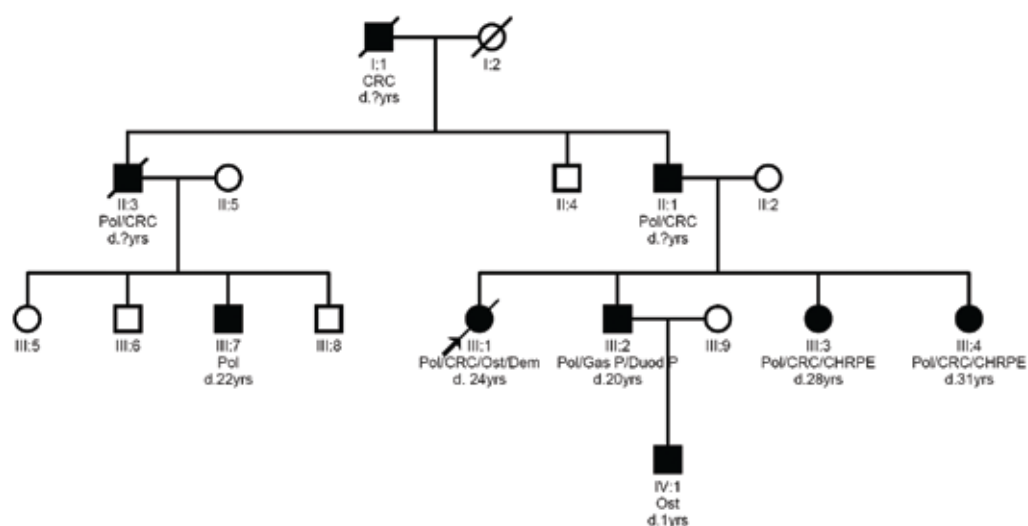 I:1 I:2
CRC
d.?yrs
II:3 II:5 II:4 II:1 II:2
Pol/CRC Pol/CRC
d.?yrs d.?yrs
III:5 III:6 III:7 III:8 III:1 III:2 III:9 III:3 III:4
Pol Pol/CRC/Ost/Dem Pol/Gas P/Duod P Pol/CRC/CHRPE Pol/CRC/CHRPE
d.22yrs d. 24yrs d.20yrs d.28yrs d.31yrs
IV:1
Ost
d.1yrs